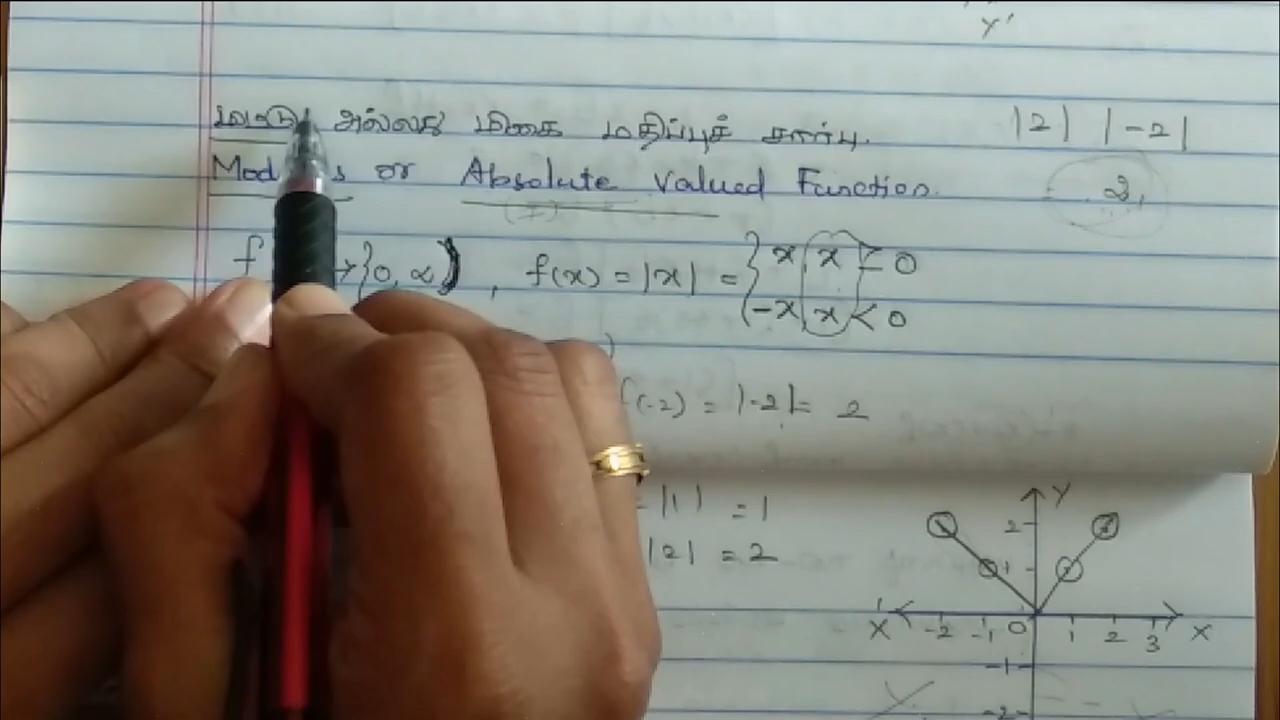 Y'
அல்லது மிகை மதிப்புச் சார்பு. |2| |-2|
or Absolute Valued Function. 2,
f {0, ∝), f(x) = |x| = { x x ≥ 0
-x x < 0
f(-2) = |-2| = 2
= |1| = 1
|2| = 2
Y
2
1
X -2 -1 0 1 2 3 X
-1
-2